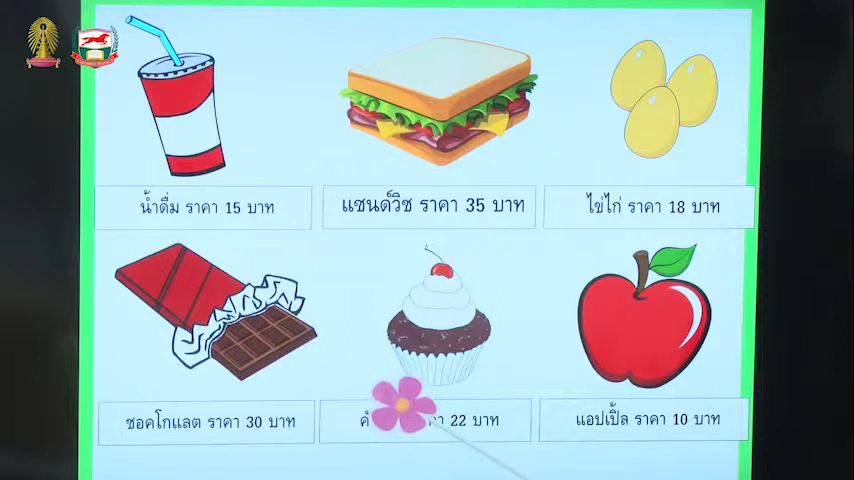 น้ำดื่ม ราคา 15 บาท
แซนด์วิช ราคา 35 บาท
ไข่ไก่ ราคา 18 บาท
ชอคโกแลต ราคา 30 บาท
22 บาท
แอปเปิ้ล ราคา 10 บาท